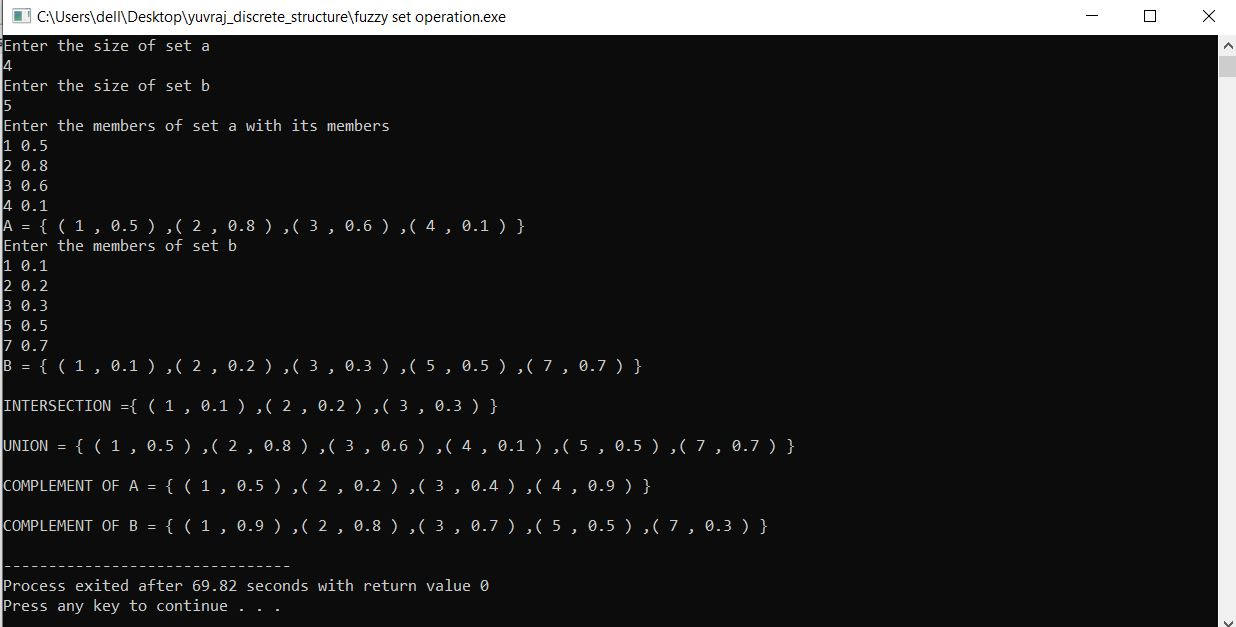 C:\Users\dell\Desktop\yuvraj_discrete_structure\fuzzy set operation.exe
Enter the size of set a
4
Enter the size of set b
5
Enter the members of set a with its members
1 0.5
2 0.8
3 0.6
4 0.1
A = { ( 1 , 0.5 ) ,( 2 , 0.8 ) ,( 3 , 0.6 ) ,( 4 , 0.1 ) }
Enter the members of set b
1 0.1
2 0.2
3 0.3
5 0.5
7 0.7
B = { ( 1 , 0.1 ) ,( 2 , 0.2 ) ,( 3 , 0.3 ) ,( 5 , 0.5 ) ,( 7 , 0.7 ) }
INTERSECTION ={ ( 1 , 0.1 ) ,( 2 , 0.2 ) ,( 3 , 0.3 ) }
UNION = { ( 1 , 0.5 ) ,( 2 , 0.8 ) ,( 3 , 0.6 ) ,( 4 , 0.1 ) ,( 5 , 0.5 ) ,( 7 , 0.7 ) }
COMPLEMENT OF A = { ( 1 , 0.5 ) ,( 2 , 0.2 ) ,( 3 , 0.4 ) ,( 4 , 0.9 ) }
COMPLEMENT OF B = { ( 1 , 0.9 ) ,( 2 , 0.8 ) ,( 3 , 0.7 ) ,( 5 , 0.5 ) ,( 7 , 0.3 ) }
--------------------------------
Process exited after 69.82 seconds with return value 0
Press any key to continue . . .